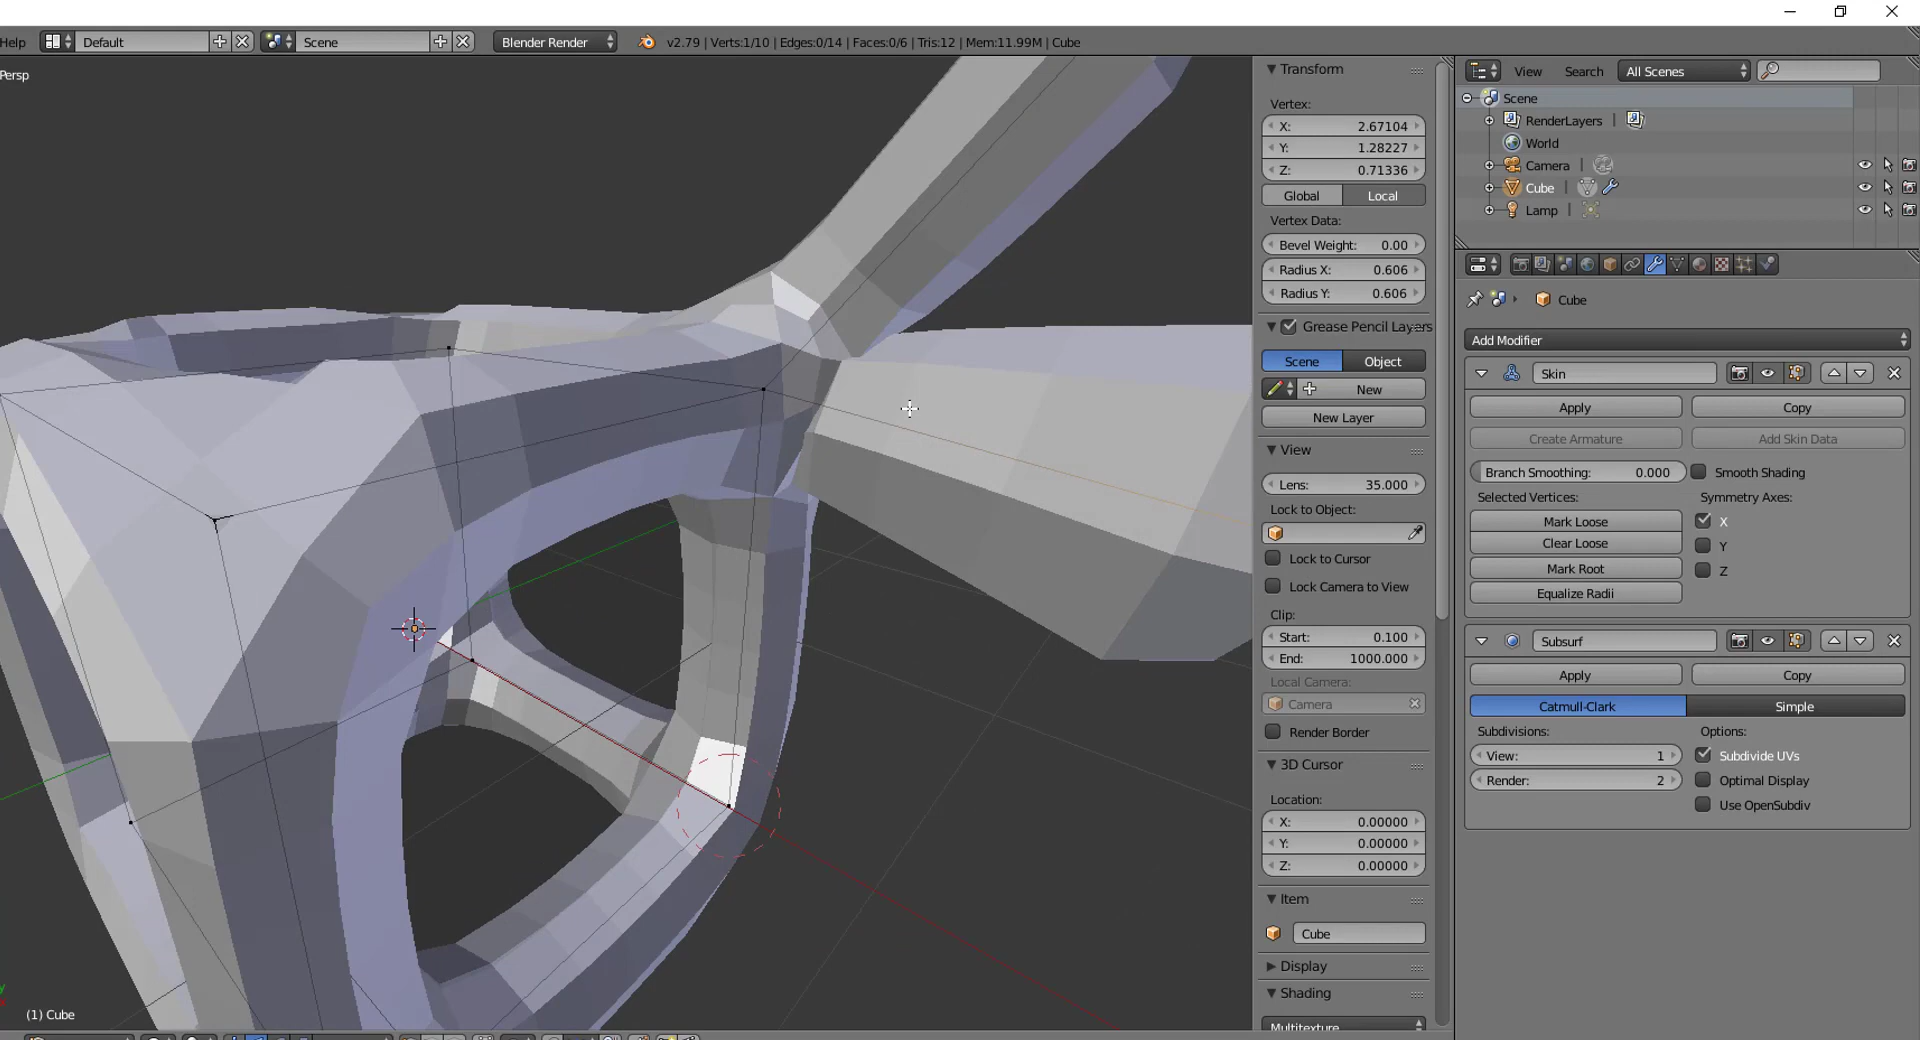 Help Default Scene Blender Render v2.79 | Verts:1/10 | Edges:0/14 | Faces:0/6 | Tris:12 | Mem:11.99M | Cube
Persp
(1) Cube
y
Transform
Vertex:
X: 2.67104
Y: 1.28227
Z: 0.71336
Global Local
Vertex Data:
Bevel Weight: 0.00
Radius X: 0.606
Radius Y: 0.606
Grease Pencil Layers
Scene Object
New
New Layer
View
Lens: 35.000
Lock to Object:
Lock to Cursor
Lock Camera to View
Clip:
Start: 0.100
End: 1000.000
Local Camera:
Camera
Render Border
3D Cursor
Location:
X: 0.00000
Y: 0.00000
Z: 0.00000
Item
Cube
Display
Shading
Multitexture
View Search All Scenes
Scene
RenderLayers |
World
Camera |
Cube |
Lamp |
Cube
Add Modifier
Skin
Apply Copy
Create Armature Add Skin Data
Branch Smoothing: 0.000 Smooth Shading
Selected Vertices: Symmetry Axes:
Mark Loose X
Clear Loose Y
Mark Root Z
Equalize Radii
Subsurf
Apply Copy
Catmull-Clark Simple
Subdivisions: Options:
View: 1 Subdivide UVs
Render: 2 Optimal Display
Use OpenSubdiv